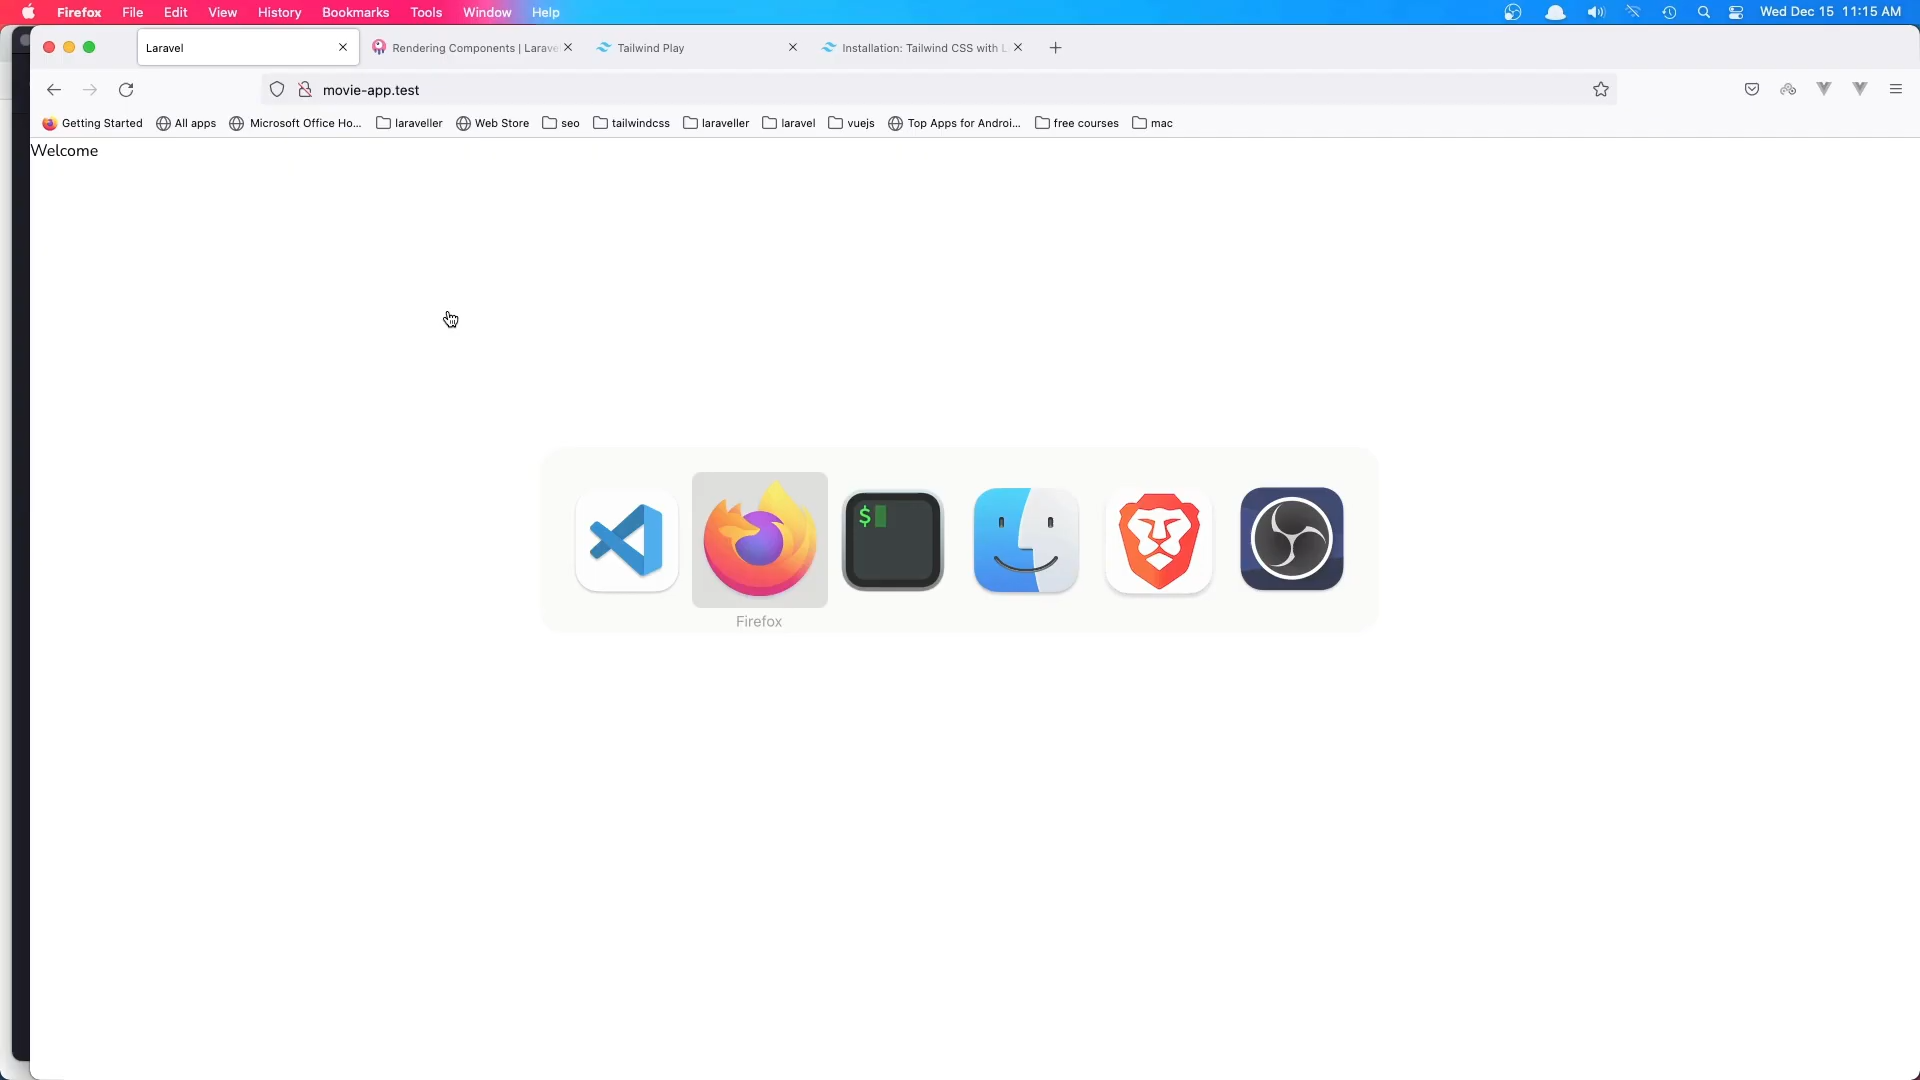 Firefox File Edit View History Bookmarks Tools Window Help Wed Dec 15 11:15 AM
Laravel Rendering Components | Larave Tailwind Play Installation: Tailwind CSS with L
movie-app.test
Getting Started All apps Microsoft Office Ho... laraveller Web Store seo tailwindcss laraveller laravel vuejs Top Apps for Androi... free courses mac
Welcome
$
Firefox